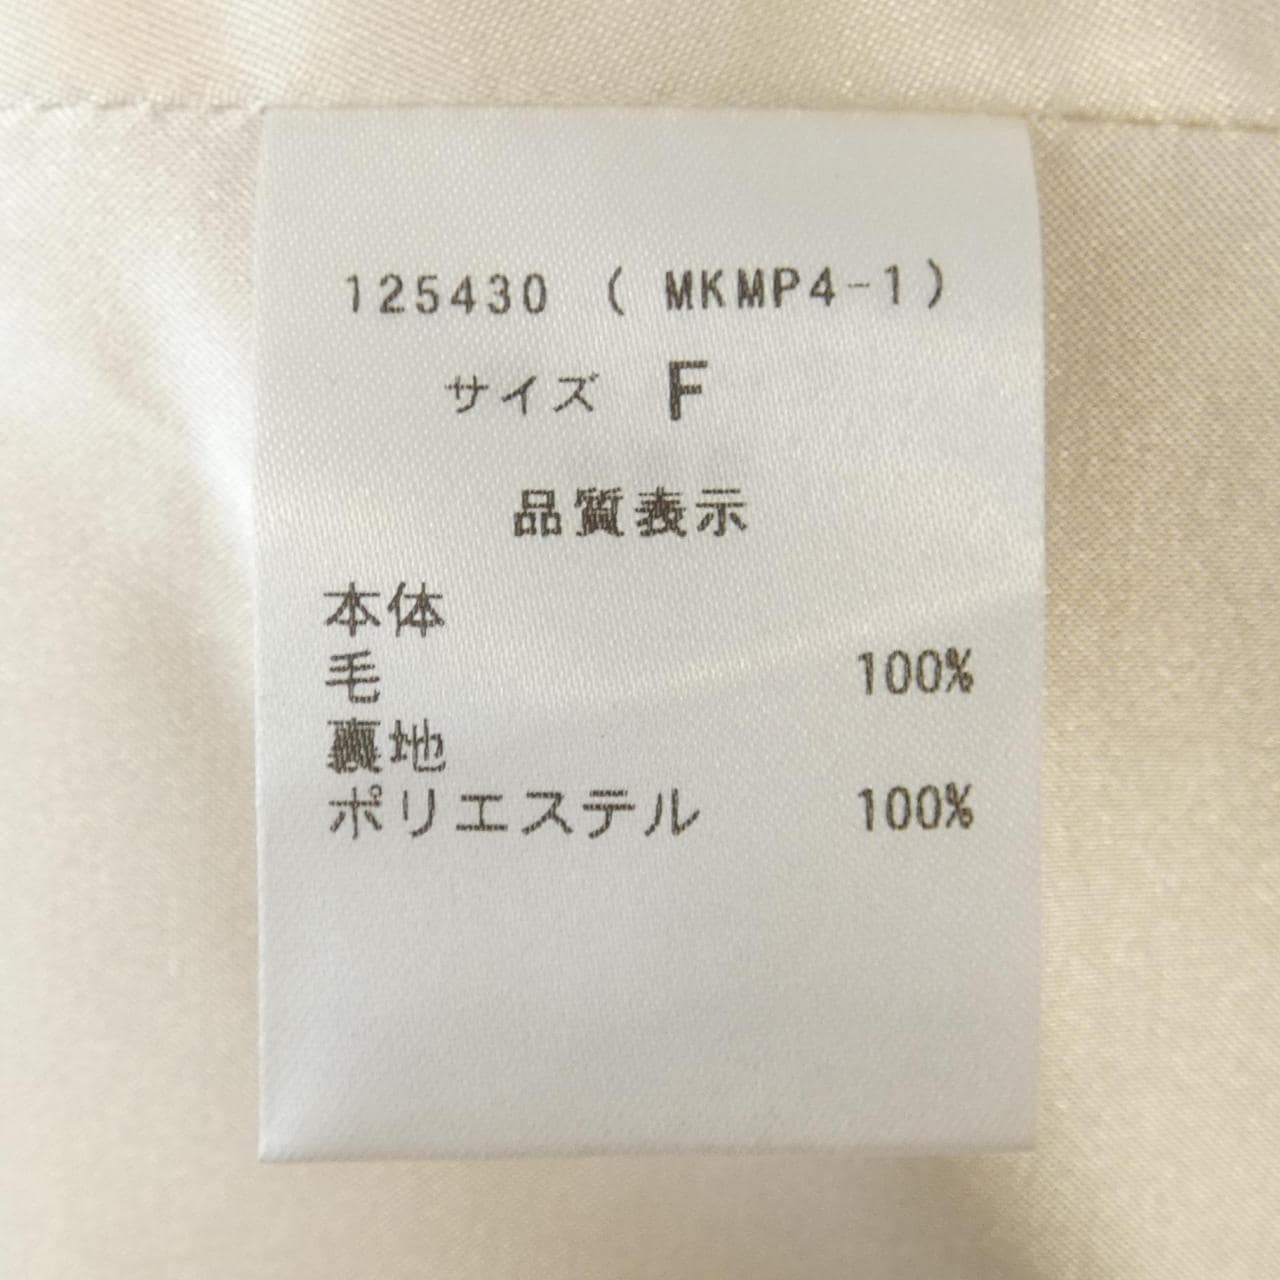 125430 ( MKMP4-1)
サイズ F
品質表示
本体
毛 100%
裏地
ポリエステル 100%